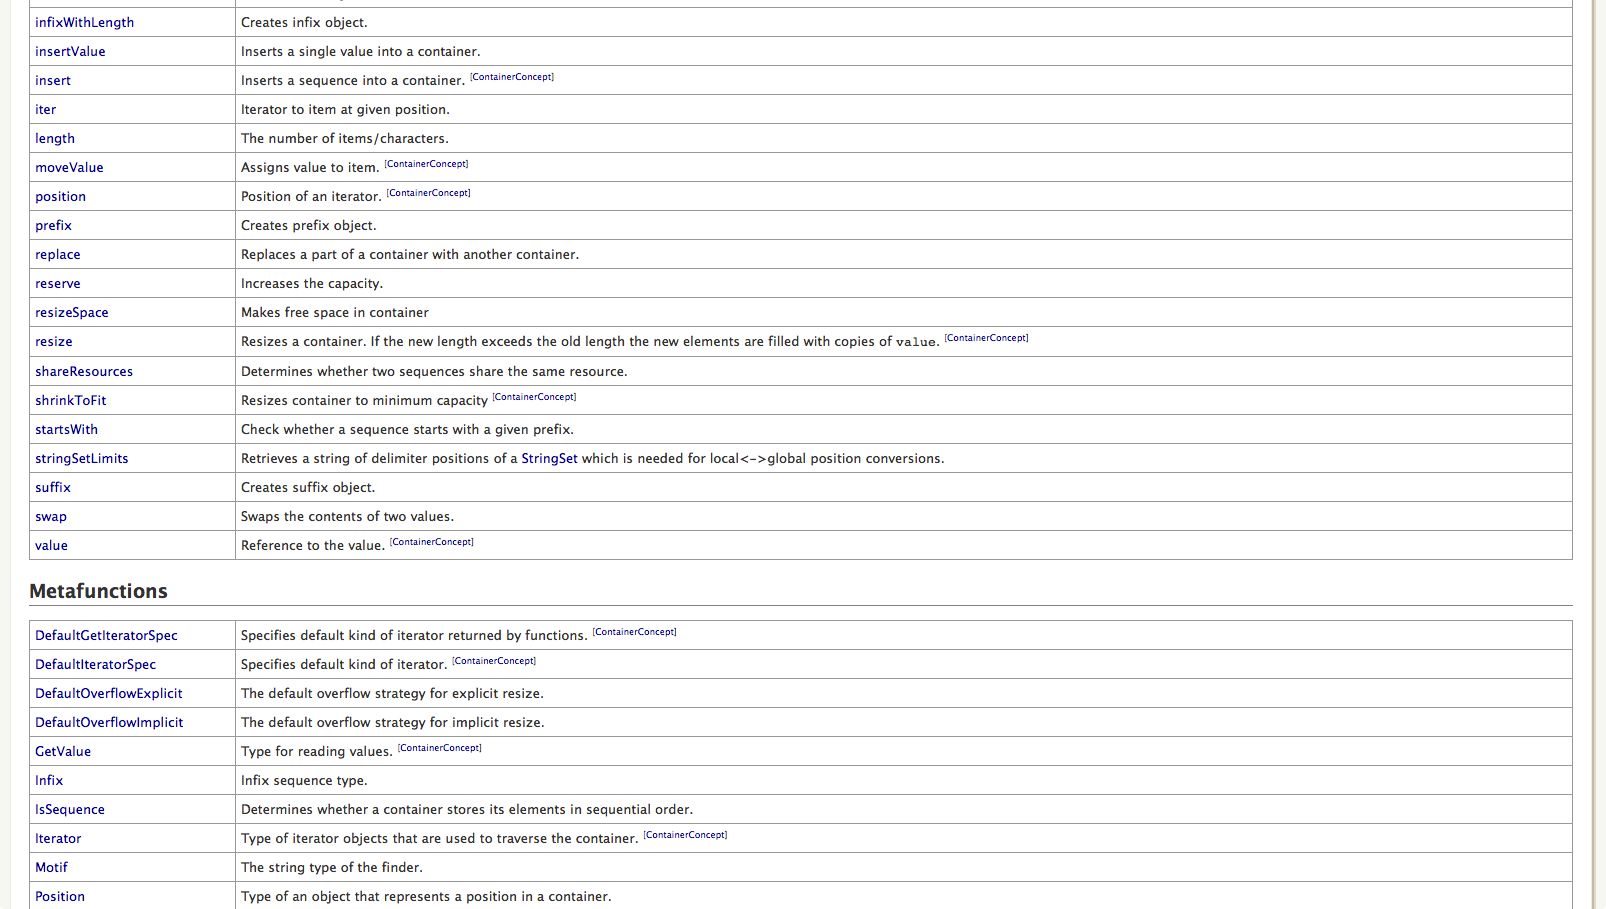 infixWithLength Creates infix object.
insertValue Inserts a single value into a container.
insert Inserts a sequence into a container. [ContainerConcept]
iter Iterator to item at given position.
length The number of items/characters.
moveValue Assigns value to item. [ContainerConcept]
position Position of an iterator. [ContainerConcept]
prefix Creates prefix object.
replace Replaces a part of a container with another container.
reserve Increases the capacity.
resizeSpace Makes free space in container
resize Resizes a container. If the new length exceeds the old length the new elements are filled with copies of value. [ContainerConcept]
shareResources Determines whether two sequences share the same resource.
shrinkToFit Resizes container to minimum capacity [ContainerConcept]
startsWith Check whether a sequence starts with a given prefix.
stringSetLimits Retrieves a string of delimiter positions of a StringSet which is needed for local<->global position conversions.
suffix Creates suffix object.
swap Swaps the contents of two values.
value Reference to the value. [ContainerConcept]
Metafunctions
DefaultGetIteratorSpec Specifies default kind of iterator returned by functions. [ContainerConcept]
DefaultIteratorSpec Specifies default kind of iterator. [ContainerConcept]
DefaultOverflowExplicit The default overflow strategy for explicit resize.
DefaultOverflowImplicit The default overflow strategy for implicit resize.
GetValue Type for reading values. [ContainerConcept]
Infix Infix sequence type.
IsSequence Determines whether a container stores its elements in sequential order.
Iterator Type of iterator objects that are used to traverse the container. [ContainerConcept]
Motif The string type of the finder.
Position Type of an object that represents a position in a container.